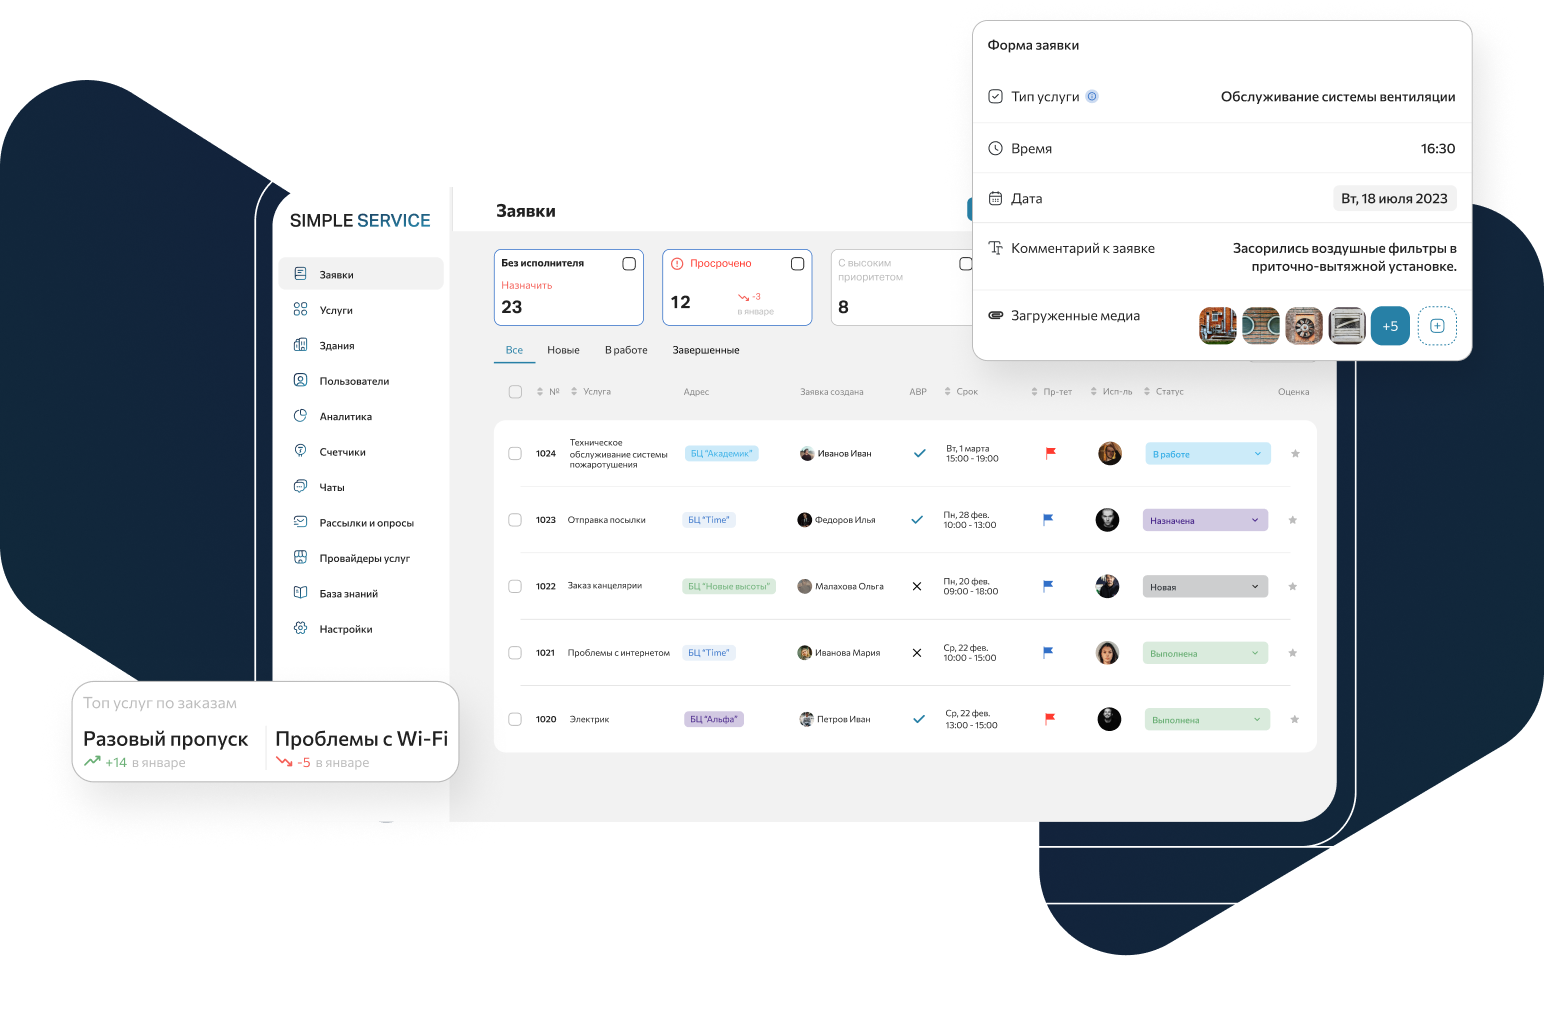 Форма заявки
Тип услуги
Обслуживание системы вентиляции
Время
16:30
Дата
Вт, 18 июля 2023
Комментарий к заявке
Засорились воздушные фильтры в
приточно-вытяжной установке.
Загруженные медиа
+5
SIMPLE SERVICE
Заявки
Услуги
Здания
Пользователи
Аналитика
Счетчики
Чаты
Рассылки и опросы
Провайдеры услуг
База знаний
Настройки
Заявки
Без исполнителя
Назначить
23
Просрочено
12
-3
в январе
С высоким
приоритетом
8
Все Новые В работе Завершенные
№ Услуга Адрес Заявка создана АВР Срок Пр-тет Исп-ль Статус Оценка
1024
Техническое
обслуживание системы
пожаротушения
БЦ "Академик"
Иванов Иван
Вт, 1 марта
15:00 - 19:00
В работе
1023
Отправка посылки
БЦ "Time"
Федоров Илья
Пн, 28 фев.
10:00 - 13:00
Назначена
1022
Заказ канцелярии
БЦ "Новые высоты"
Малахова Ольга
Пн, 20 фев.
09:00 - 18:00
Новая
1021
Проблемы с интернетом
БЦ "Time"
Иванова Мария
Ср, 22 фев.
10:00 - 15:00
Выполнена
1020
Электрик
БЦ "Альфа"
Петров Иван
Ср, 22 фев.
13:00 - 15:00
Выполнена
Топ услуг по заказам
Разовый пропуск
+14 в январе
Проблемы с Wi-Fi
-5 в январе